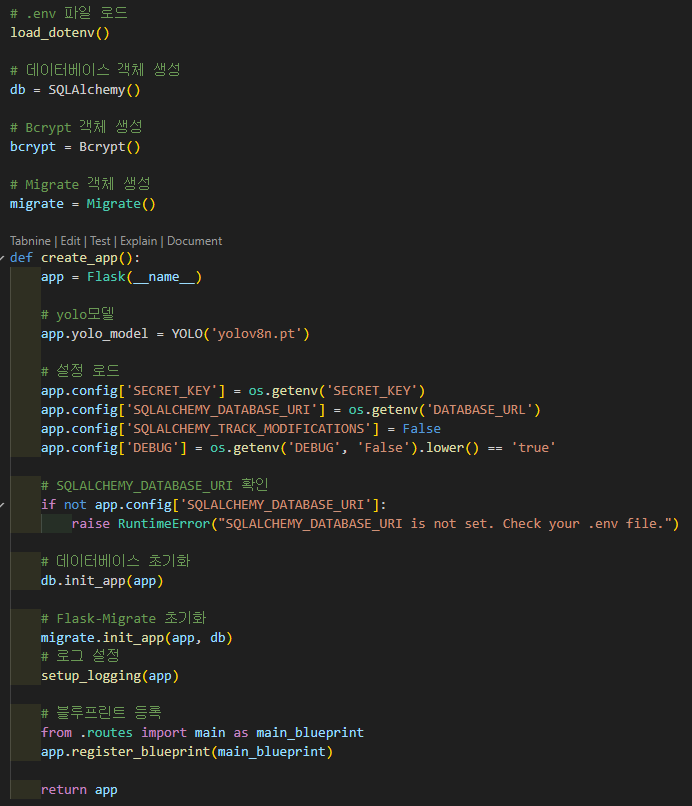 # .env 파일 로드
load_dotenv()
# 데이터베이스 객체 생성
db = SQLAlchemy()
# Bcrypt 객체 생성
bcrypt = Bcrypt()
# Migrate 객체 생성
migrate = Migrate()
Tabnine | Edit | Test | Explain | Document
def create_app():
    app = Flask(__name__)
    # yolo모델
    app.yolo_model = YOLO('yolov8n.pt')
    # 설정 로드
    app.config['SECRET_KEY'] = os.getenv('SECRET_KEY')
    app.config['SQLALCHEMY_DATABASE_URI'] = os.getenv('DATABASE_URL')
    app.config['SQLALCHEMY_TRACK_MODIFICATIONS'] = False
    app.config['DEBUG'] = os.getenv('DEBUG', 'False').lower() == 'true'
    # SQLALCHEMY_DATABASE_URI 확인
    if not app.config['SQLALCHEMY_DATABASE_URI']:
        raise RuntimeError("SQLALCHEMY_DATABASE_URI is not set. Check your .env file.")
    # 데이터베이스 초기화
    db.init_app(app)
    # Flask-Migrate 초기화
    migrate.init_app(app, db)
    # 로그 설정
    setup_logging(app)
    # 블루프린트 등록
    from .routes import main as main_blueprint
    app.register_blueprint(main_blueprint)
    return app